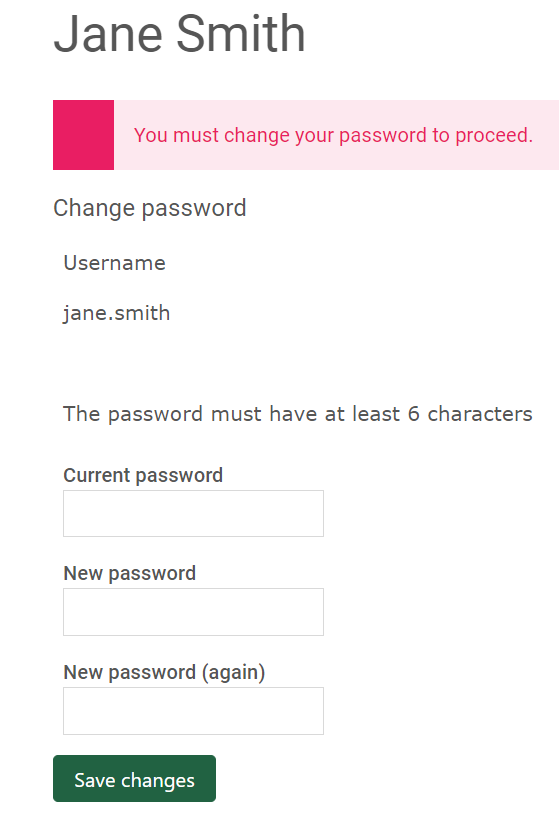 Jane Smith
You must change your password to proceed.
Change password
Username
jane.smith
The password must have at least 6 characters
Current password
New password
New password (again)
Save changes